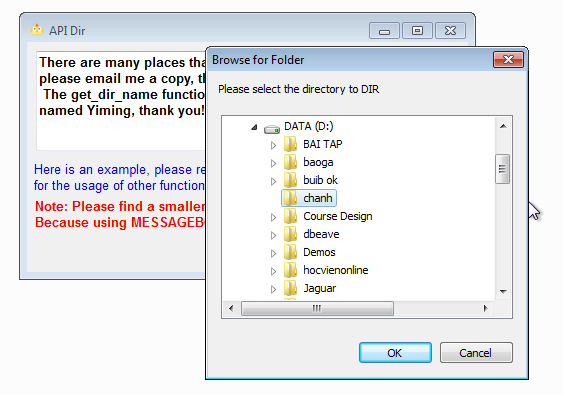 API Dir
There are many places tha
please email me a copy, th
The get_dir_name functio
named Yiming, thank you!
Here is an example, please re
for the usage of other function
Note: Please find a smaller
Because using MESSAGEBO
Browse for Folder
Please select the directory to DIR
DATA (D:)
BAI TAP
baoga
buib ok
chanh
Course Design
dbeave
Demos
hocvienonline
Jaguar
OK
Cancel